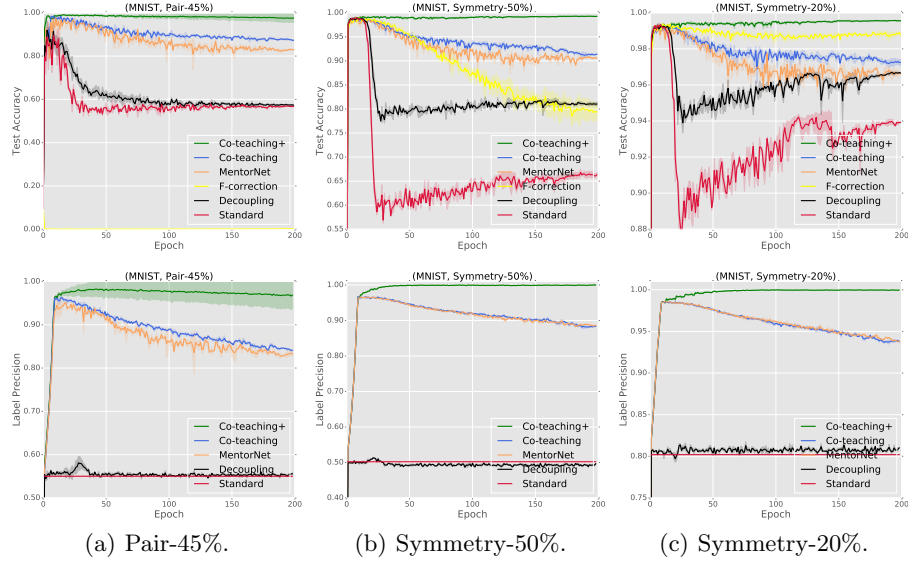 (MNIST, Pair-45%)
1.00
0.80
0.60
0.40
0.20
0.00
Test Accuracy
0
50
100
150
200
Epoch
Co-teaching+
Co-teaching
MentorNet
F-correction
Decoupling
Standard
(MNIST, Symmetry-50%)
1.00
0.95
0.90
0.85
0.80
0.75
0.70
0.65
0.60
0.55
Test Accuracy
0
50
100
150
200
Epoch
Co-teaching+
Co-teaching
MentorNet
F-correction
Decoupling
Standard
(MNIST, Symmetry-20%)
1.00
0.98
0.96
0.94
0.92
0.90
0.88
Test Accuracy
0
50
100
150
200
Epoch
Co-teaching+
Co-teaching
MentorNet
F-correction
Decoupling
Standard
(MNIST, Pair-45%)
1.00
0.90
0.80
0.70
0.60
0.50
Label Precision
0
50
100
150
200
Epoch
Co-teaching+
Co-teaching
MentorNet
Decoupling
Standard
(MNIST, Symmetry-50%)
1.00
0.90
0.80
0.70
0.60
0.50
0.40
Label Precision
0
50
100
150
200
Epoch
Co-teaching+
Co-teaching
MentorNet
Decoupling
Standard
(MNIST, Symmetry-20%)
1.00
0.95
0.90
0.85
0.80
0.75
Label Precision
0
50
100
150
200
Epoch
Co-teaching+
Co-teaching
MentorNet
Decoupling
Standard
(a) Pair-45%.
(b) Symmetry-50%.
(c) Symmetry-20%.